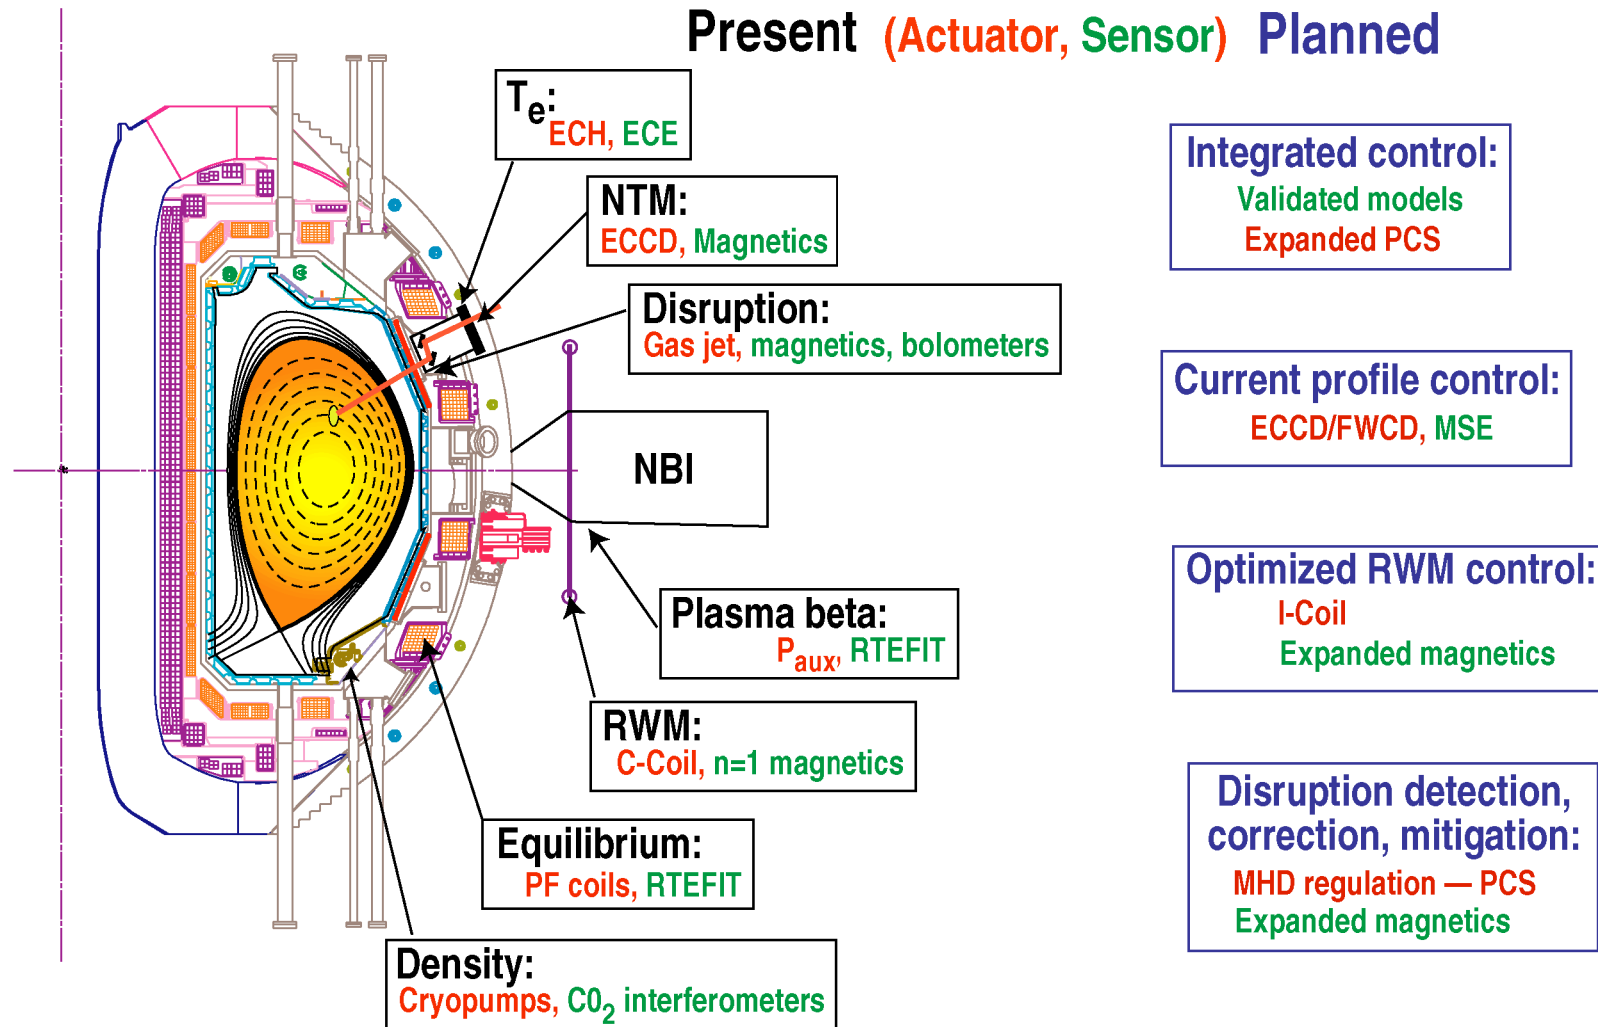 Present (Actuator, Sensor) Planned
Te:
ECH, ECE
NTM:
ECCD, Magnetics
Disruption:
Gas jet, magnetics, bolometers
NBI
Plasma beta:
Paux, RTEFIT
RWM:
C-Coil, n=1 magnetics
Equilibrium:
PF coils, RTEFIT
Density:
Cryopumps, C02 interferometers
Integrated control:
Validated models
Expanded PCS
Current profile control:
ECCD/FWCD, MSE
Optimized RWM control:
I-Coil
Expanded magnetics
Disruption detection,
correction, mitigation:
MHD regulation — PCS
Expanded magnetics